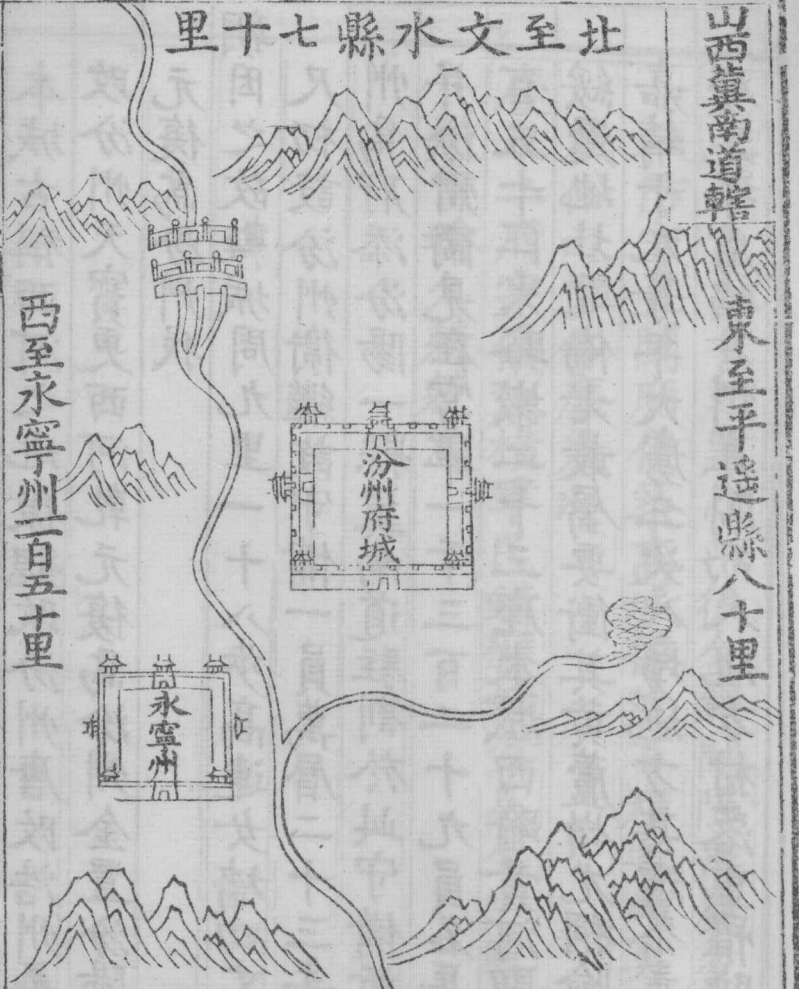 山西冀南道轄
北至文水縣七十里
東至平遙縣八十里
汾州府城
永寧州
西至永寧州一百五十里